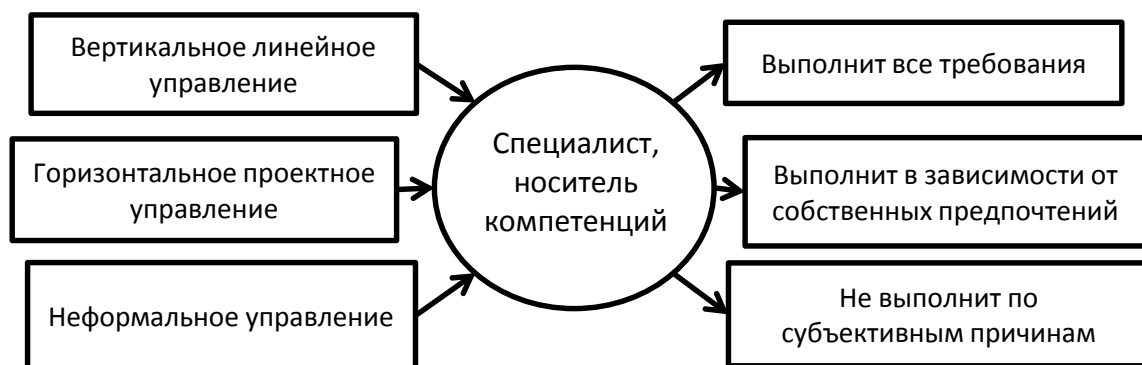 Вертикальное линейное
управление
Горизонтальное проектное
управление
Неформальное управление
Специалист,
носитель
компетенций
Выполнит все требования
Выполнит в зависимости от
собственных предпочтений
Не выполнит по
субъективным причинам